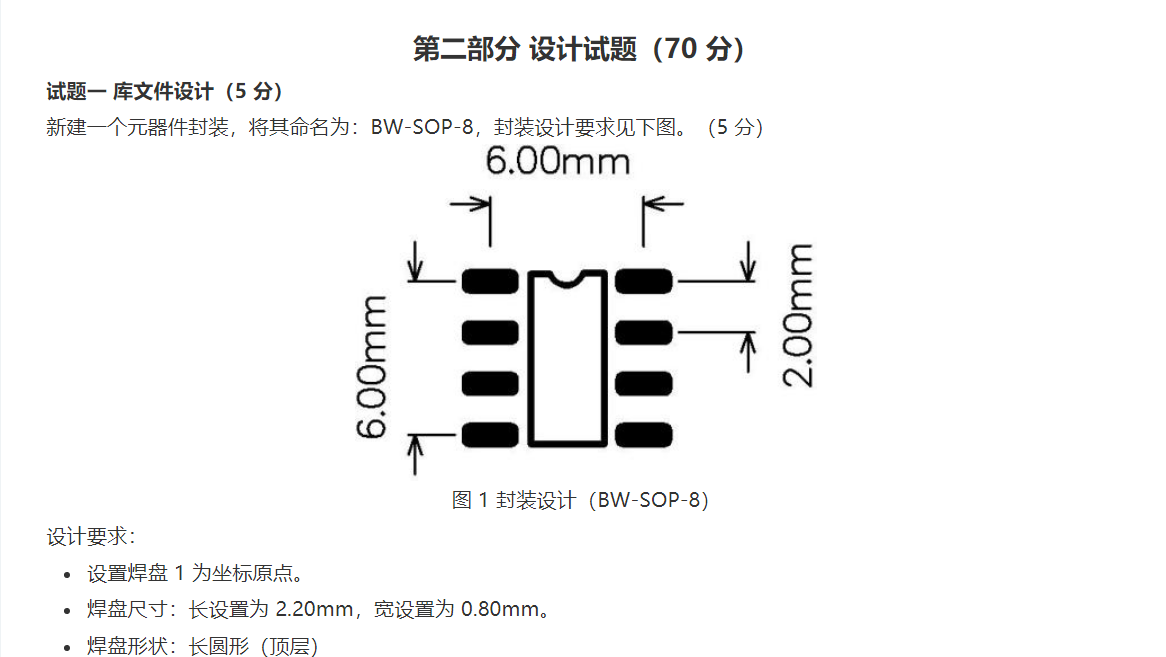 第二部分 设计试题（70 分）
试题一 库文件设计（5 分）
新建一个元器件封装，将其命名为：BW-SOP-8，封装设计要求见下图。（5 分）
6.00mm
6.00mm
2.00mm
图 1 封装设计（BW-SOP-8）
设计要求：
• 设置焊盘 1 为坐标原点。
• 焊盘尺寸：长设置为 2.20mm，宽设置为 0.80mm。
• 焊盘形状：长圆形（顶层）